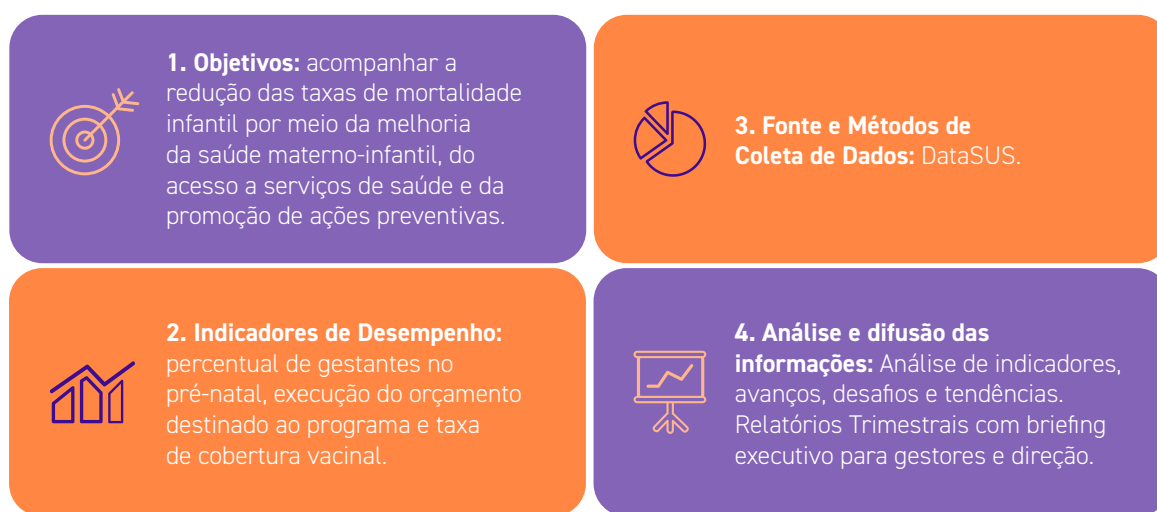 1. Objetivos: acompanhar a
redução das taxas de mortalidade
infantil por meio da melhoria
da saúde materno-infantil, do
acesso a serviços de saúde e da
promoção de ações preventivas.
2. Indicadores de Desempenho:
percentual de gestantes no
pré-natal, execução do orçamento
destinado ao programa e taxa
de cobertura vacinal.
3. Fonte e Métodos de
Coleta de Dados: DataSUS.
4. Análise e difusão das
informações: Análise de indicadores,
avanços, desafios e tendências.
Relatórios Trimestrais com briefing
executivo para gestores e direção.